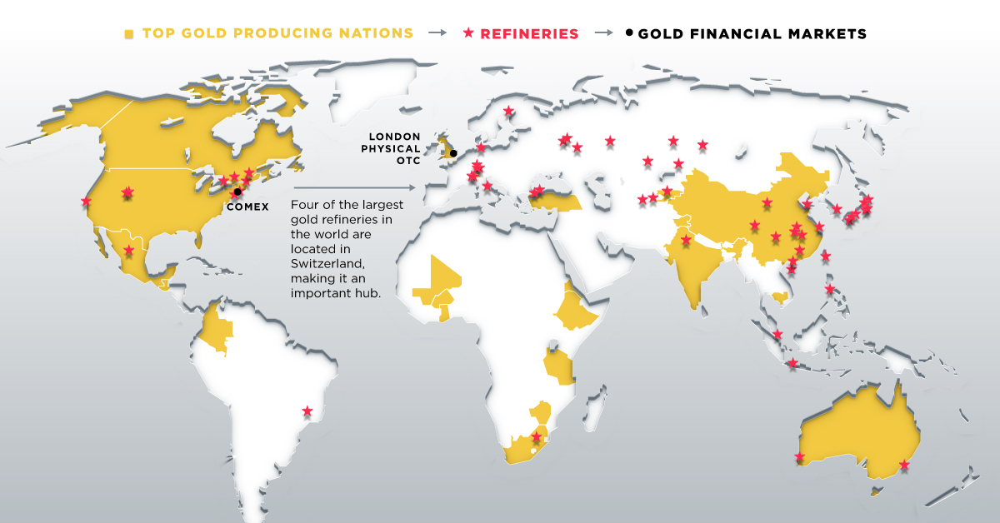 TOP GOLD PRODUCING NATIONS → REFINERIES → GOLD FINANCIAL MARKETS
LONDON
PHYSICAL
OTC
COMEX
Four of the largest
gold refineries in
the world are
located in
Switzerland,
making it an
important hub.